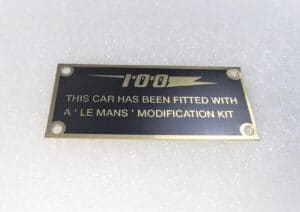 100
THIS CAR HAS BEEN FITTED WITH
A ' LE MANS ' MODIFICATION KIT